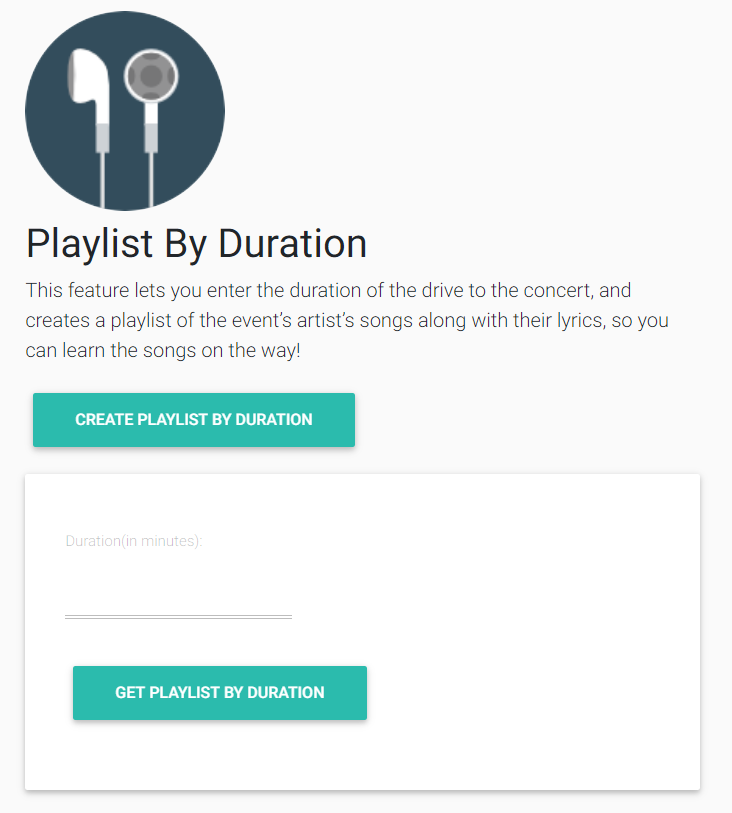 Playlist By Duration
This feature lets you enter the duration of the drive to the concert, and
creates a playlist of the event’s artist’s songs along with their lyrics, so you
can learn the songs on the way!
CREATE PLAYLIST BY DURATION
Duration(in minutes):
GET PLAYLIST BY DURATION